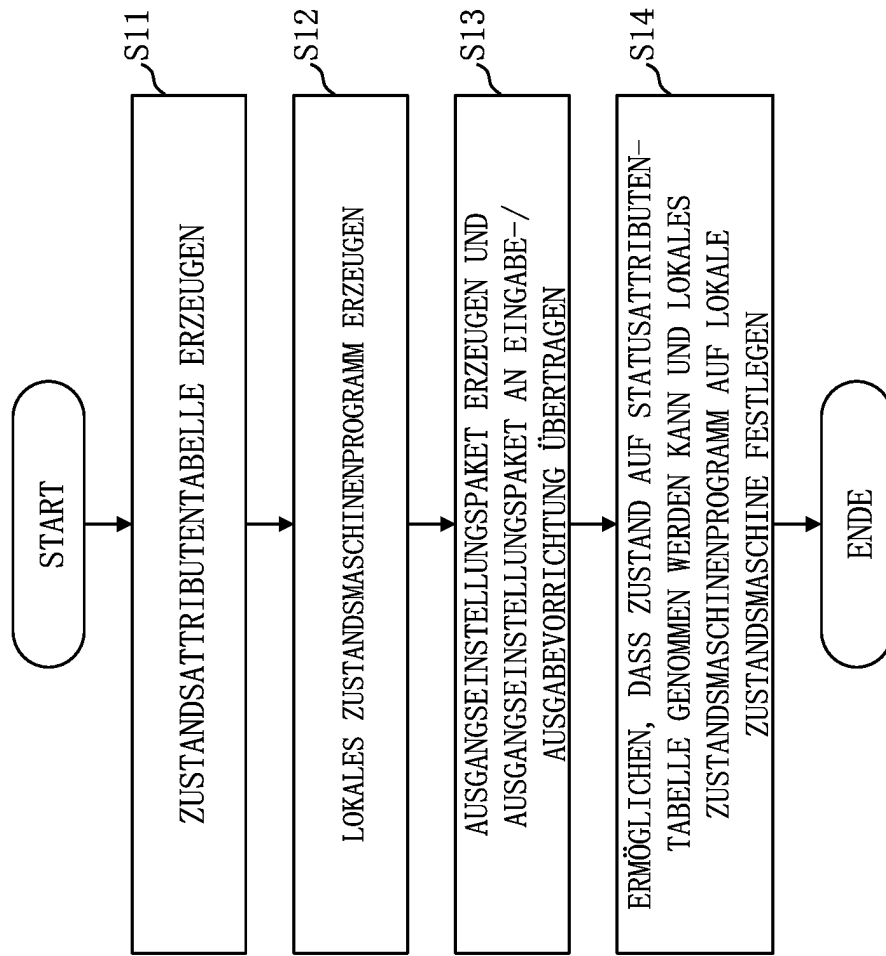 START
S11
ZUSTANDSATTRIBUTENTABELLE ERZEUGEN
S12
LOKALES ZUSTANDSMASCHINENPROGRAMM ERZEUGEN
S13
AUSGANGSEINSTELLUNGSPAKET ERZEUGEN UND
AUSGANGSEINSTELLUNGSPAKET AN EINGABE-/
AUSGABEVORRICHTUNG ÜBERTRAGEN
S14
ERMÖGLICHEN, DASS ZUSTAND AUF STATUSATTRIBUTEN-
TABELLE GENOMMEN WERDEN KANN UND LOKALES
ZUSTANDSMASCHINENPROGRAMM AUF LOKALE
ZUSTANDSMASCHINE FESTLEGEN
ENDE